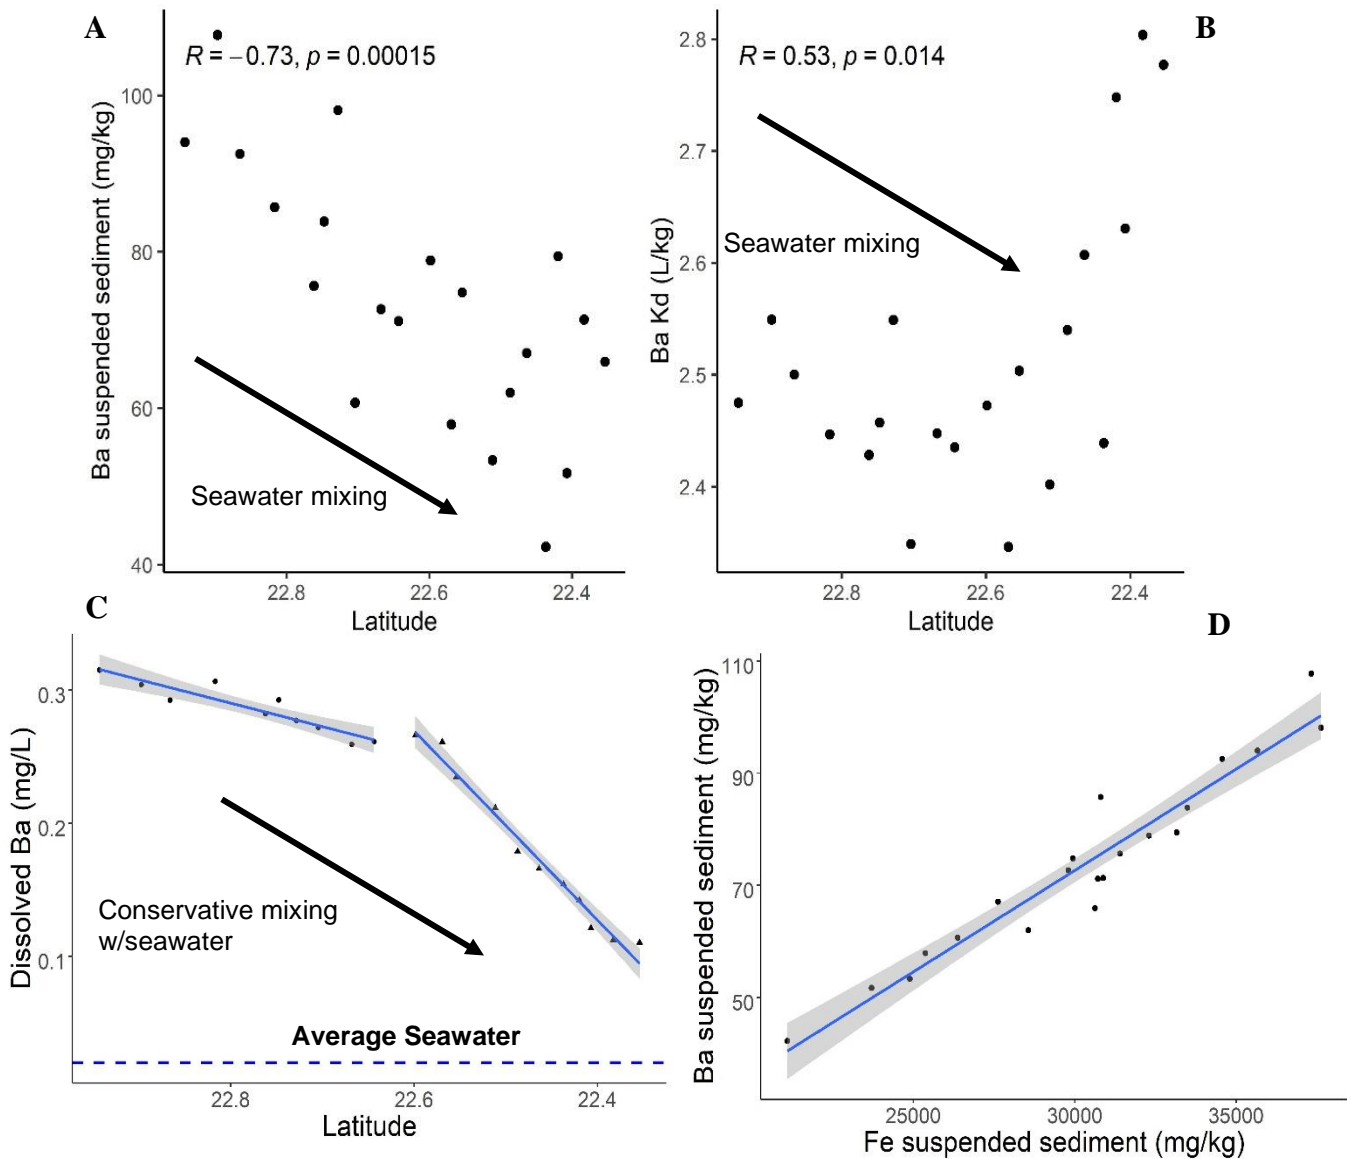 A
R = −0.73, p = 0.00015
Ba suspended sediment (mg/kg)
100
80
60
40
Seawater mixing
22.8
22.6
22.4
Latitude
B
R = 0.53, p = 0.014
Ba Kd (L/kg)
2.8
2.7
2.6
2.5
2.4
Seawater mixing
22.8
22.6
22.4
Latitude
C
Dissolved Ba (mg/L)
0.3
0.2
0.1
Conservative mixing
w/seawater
Average Seawater
22.8
22.6
22.4
Latitude
D
Ba suspended sediment (mg/kg)
110
90
70
50
25000
30000
35000
Fe suspended sediment (mg/kg)